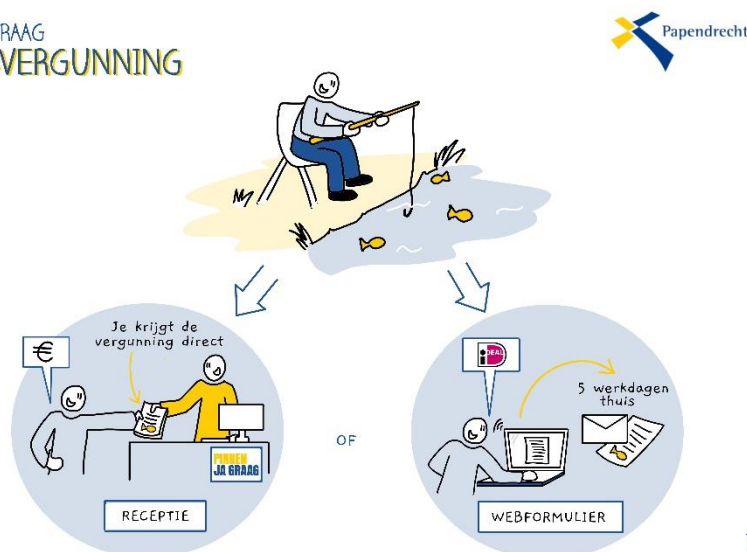 RAAG
VERGUNNING
Papendrecht
Je krijgt de
vergunning direct
€
PINNEN
JA GRAAG
RECEPTIE
OF
iDEAL
5 werkdagen
thuis
WEBFORMULIER